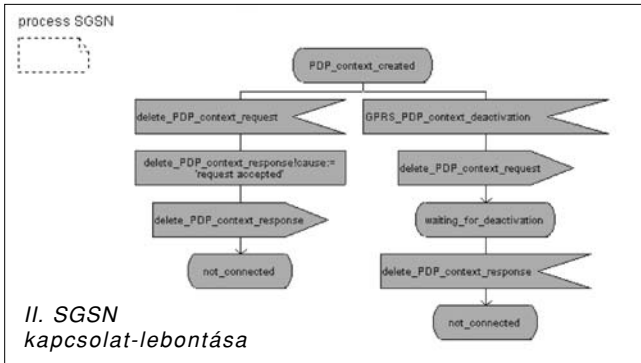 process SGSN
PDP_context_created
delete_PDP_context_request
delete_PDP_context_response!cause:=
'request accepted'
delete_PDP_context_response
not_connected
GPRS_PDP_context_deactivation
delete_PDP_context_request
waiting_for_deactivation
delete_PDP_context_response
not_connected
II. SGSN
kapcsolat-lebontása